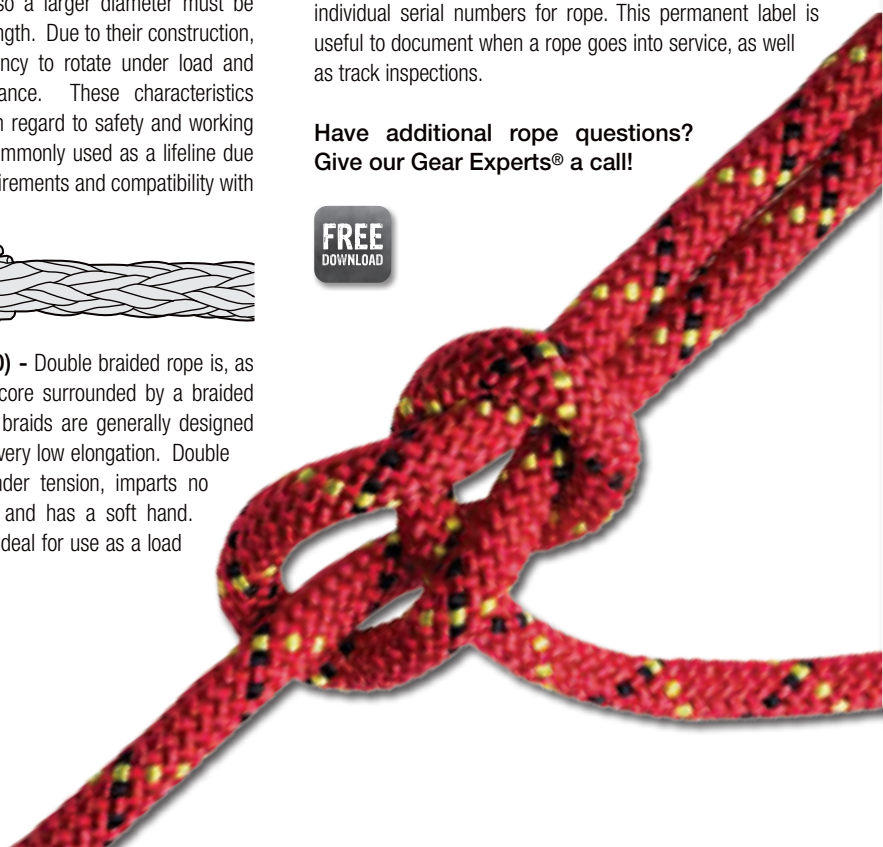 so a larger diameter must be
ngth. Due to their construction,
ncy to rotate under load and
ance. These characteristics
n regard to safety and working
ommonly used as a lifeline due
irements and compatibility with
0) - Double braided rope is, as
core surrounded by a braided
braids are generally designed
very low elongation. Double
nder tension, imparts no
and has a soft hand.
deal for use as a load
individual serial numbers for rope. This permanent label is
useful to document when a rope goes into service, as well
as track inspections.
Have additional rope questions?
Give our Gear Experts® a call!
FREE
DOWNLOAD